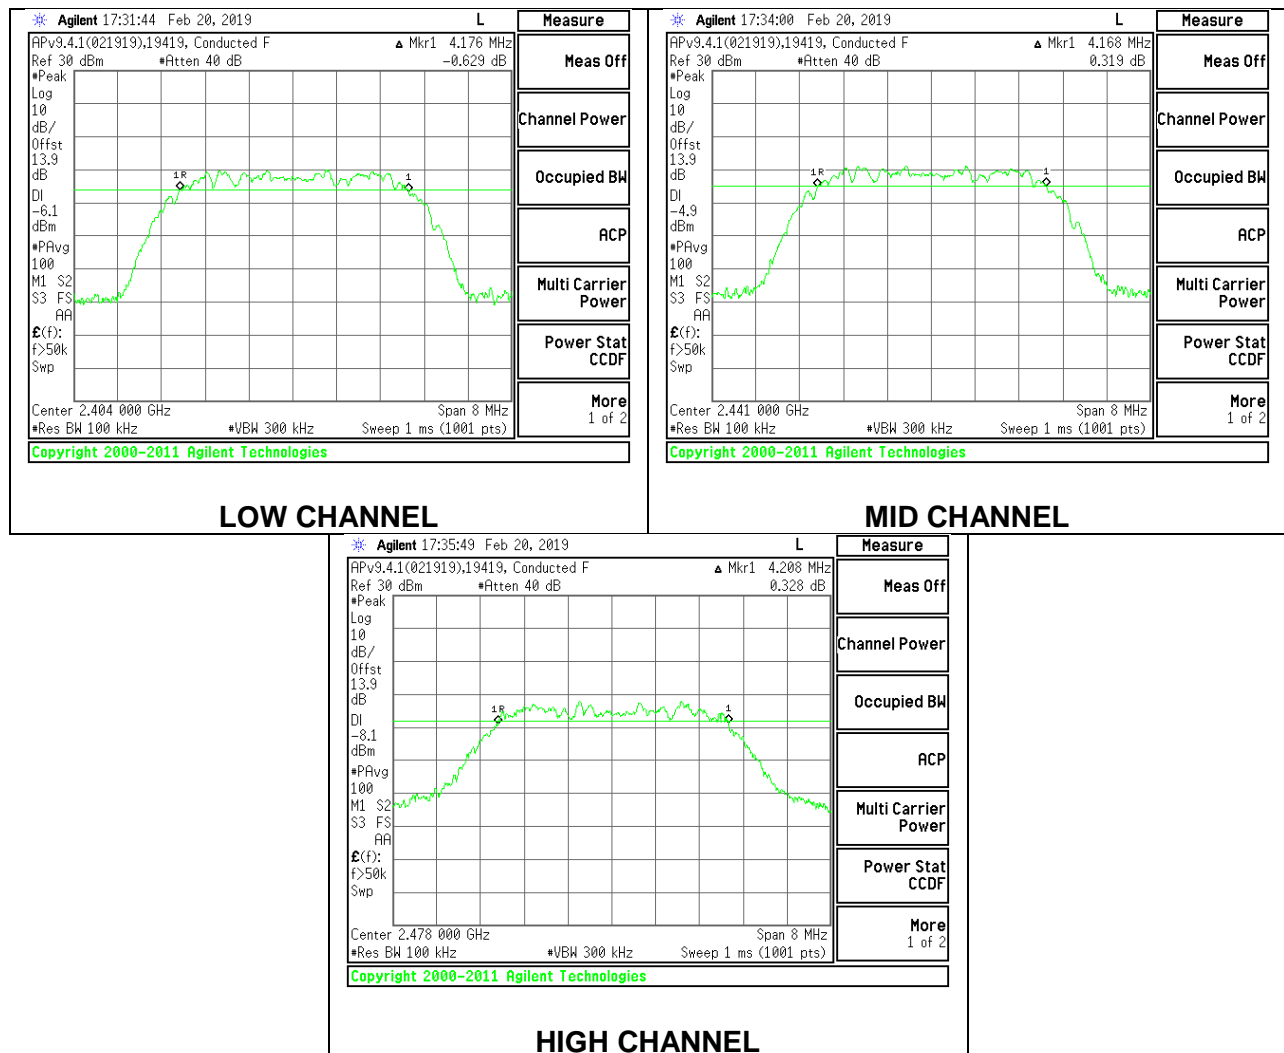 Agilent 17:31:44 Feb 20, 2019 L Measure
APv9.4.1(021919),19419, Conducted F ▵ Mkr1 4.176 MHz
Ref 30 dBm #Atten 40 dB -0.629 dB
Meas Off
#Peak
Log
10
dB/
Offst
13.9
dB
DI
-6.1
dBm
#PAvg
100
M1 S2
S3 FS
AA
£(f):
f>50k
Swp
1R
1
Channel Power
Occupied BW
ACP
Multi Carrier
Power
Power Stat
CCDF
More
1 of 2
Center 2.404 000 GHz Span 8 MHz
#Res BW 100 kHz #VBW 300 kHz Sweep 1 ms (1001 pts)
Copyright 2000-2011 Agilent Technologies
LOW CHANNEL
Agilent 17:34:00 Feb 20, 2019 L Measure
APv9.4.1(021919),19419, Conducted F ▵ Mkr1 4.168 MHz
Ref 30 dBm #Atten 40 dB 0.319 dB
Meas Off
#Peak
Log
10
dB/
Offst
13.9
dB
DI
-4.9
dBm
#PAvg
100
M1 S2
S3 FS
AA
£(f):
f>50k
Swp
1R
1
Channel Power
Occupied BW
ACP
Multi Carrier
Power
Power Stat
CCDF
More
1 of 2
Center 2.441 000 GHz Span 8 MHz
#Res BW 100 kHz #VBW 300 kHz Sweep 1 ms (1001 pts)
Copyright 2000-2011 Agilent Technologies
MID CHANNEL
Agilent 17:35:49 Feb 20, 2019 L Measure
APv9.4.1(021919),19419, Conducted F ▵ Mkr1 4.208 MHz
Ref 30 dBm #Atten 40 dB 0.328 dB
Meas Off
#Peak
Log
10
dB/
Offst
13.9
dB
DI
-8.1
dBm
#PAvg
100
M1 S2
S3 FS
AA
£(f):
f>50k
Swp
1R
1
Channel Power
Occupied BW
ACP
Multi Carrier
Power
Power Stat
CCDF
More
1 of 2
Center 2.478 000 GHz Span 8 MHz
#Res BW 100 kHz #VBW 300 kHz Sweep 1 ms (1001 pts)
Copyright 2000-2011 Agilent Technologies
HIGH CHANNEL